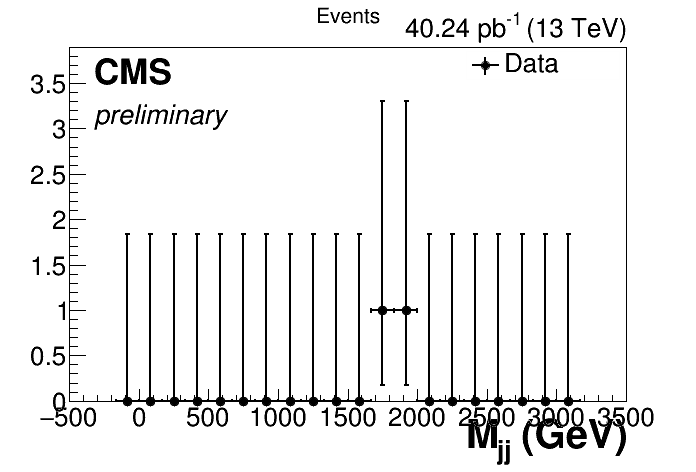 Events
40.24 pb⁻¹ (13 TeV)
CMS
preliminary
Data
3.5
3
2.5
2
1.5
1
0.5
0
−500 0 500 1000 1500 2000 2500 3000 3500
Mjj (GeV)